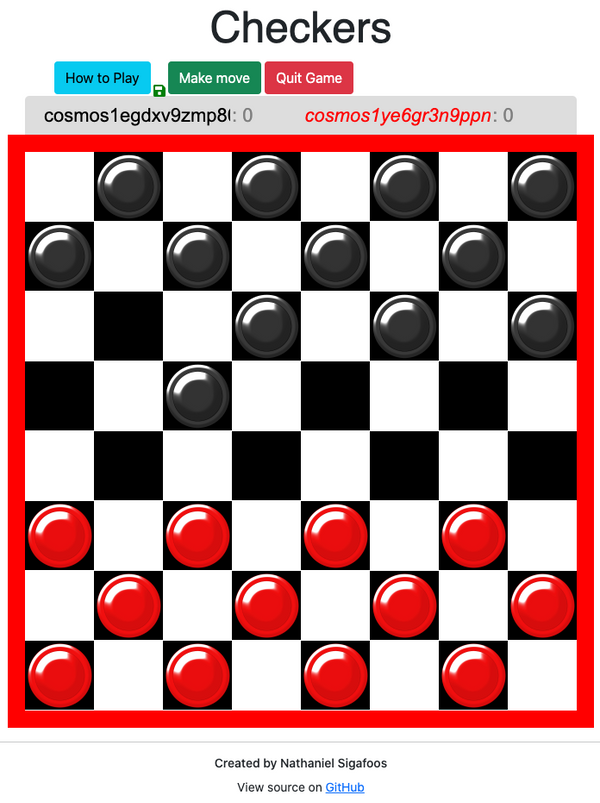 Checkers
How to Play Make move Quit Game
cosmos1egdxv9zmp8 : 0 cosmos1ye6gr3n9ppn: 0
Created by Nathaniel Sigafoos
View source on GitHub